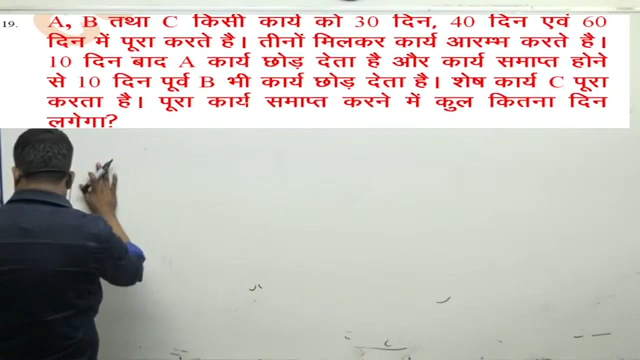 19. A, B तथा C किसी कार्य को 30 दिन, 40 दिन एवं 60
दिन में पूरा करते है। तीनों मिलकर कार्य आरम्भ करते है।
10 दिन बाद A कार्य छोड़ देता है और कार्य समाप्त होने
से 10 दिन पूर्व B भी कार्य छोड़ देता है। शेष कार्य C पूरा
करता है। पूरा कार्य समाप्त करने में कुल कितना दिन
लगेगा?